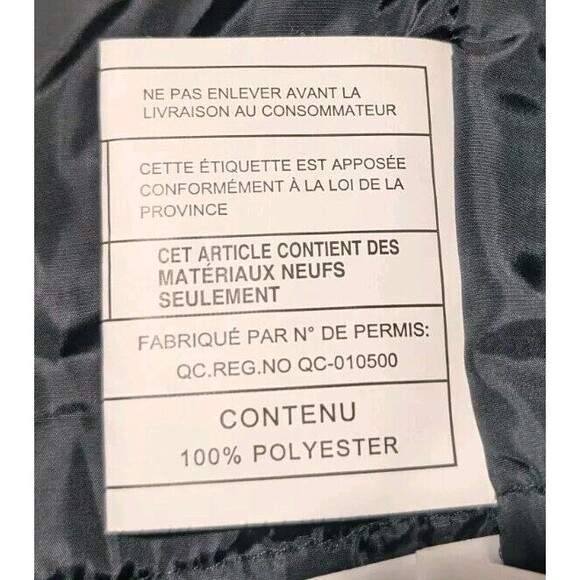 NE PAS ENLEVER AVANT LA
LIVRAISON AU CONSOMMATEUR
CETTE ÉTIQUETTE EST APPOSÉE
CONFORMÉMENT À LA LOI DE LA
PROVINCE
CET ARTICLE CONTIENT DES
MATÉRIAUX NEUFS
SEULEMENT
FABRIQUÉ PAR N° DE PERMIS:
QC.REG.NO QC-010500
CONTENU
100% POLYESTER